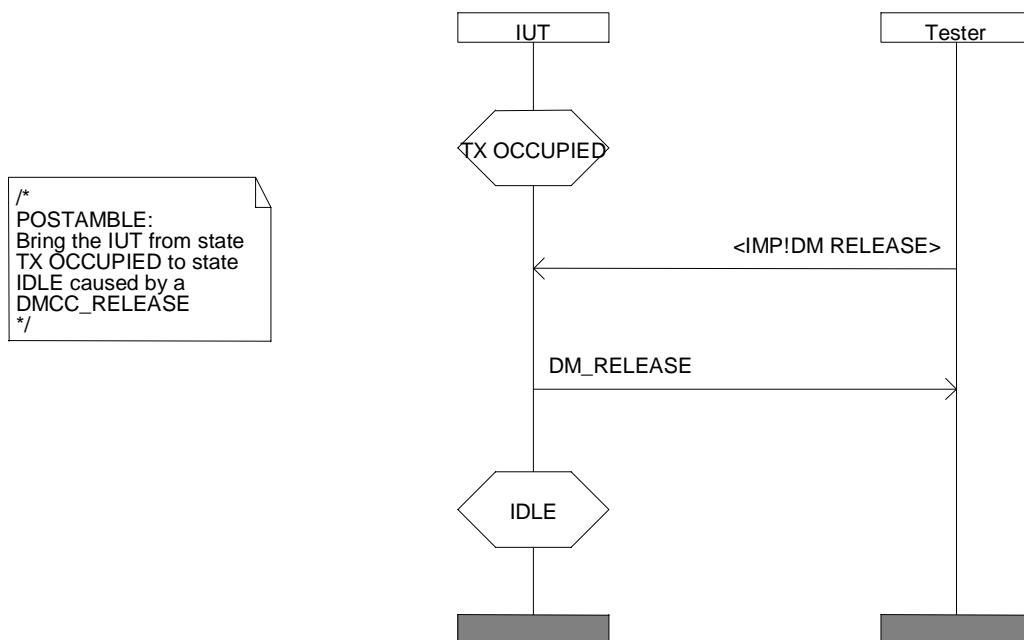 IUT
Tester
TX OCCUPIED
/*
POSTAMBLE:
Bring the IUT from state
TX OCCUPIED to state
IDLE caused by a
DMCC_RELEASE
*/
<IMP!DM RELEASE>
DM_RELEASE
IDLE